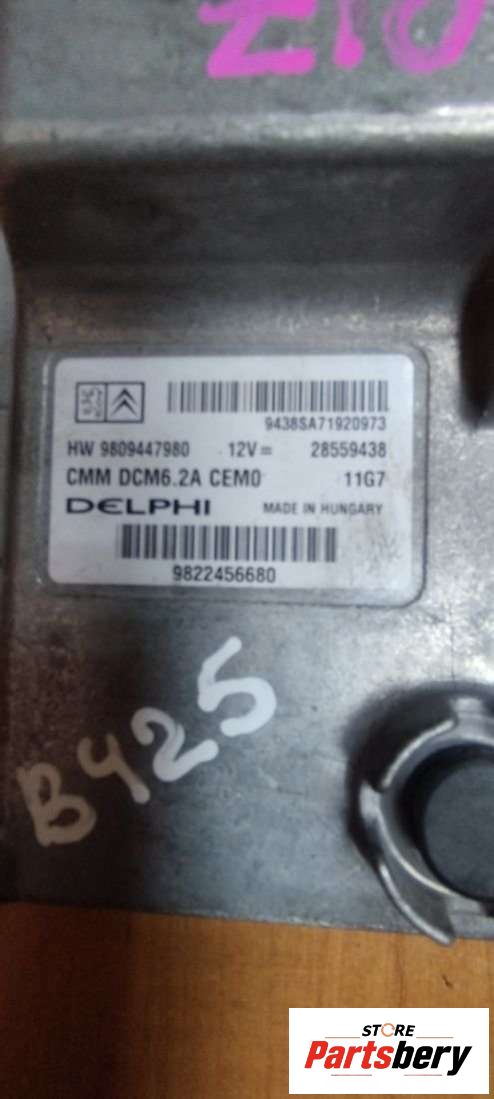 9438SA71920973
HW 9809447980 12V= 28559438
CMM DCM6.2A CEM0 11G7
DELPHI MADE IN HUNGARY
9822456680
B425
STORE
Partsbery